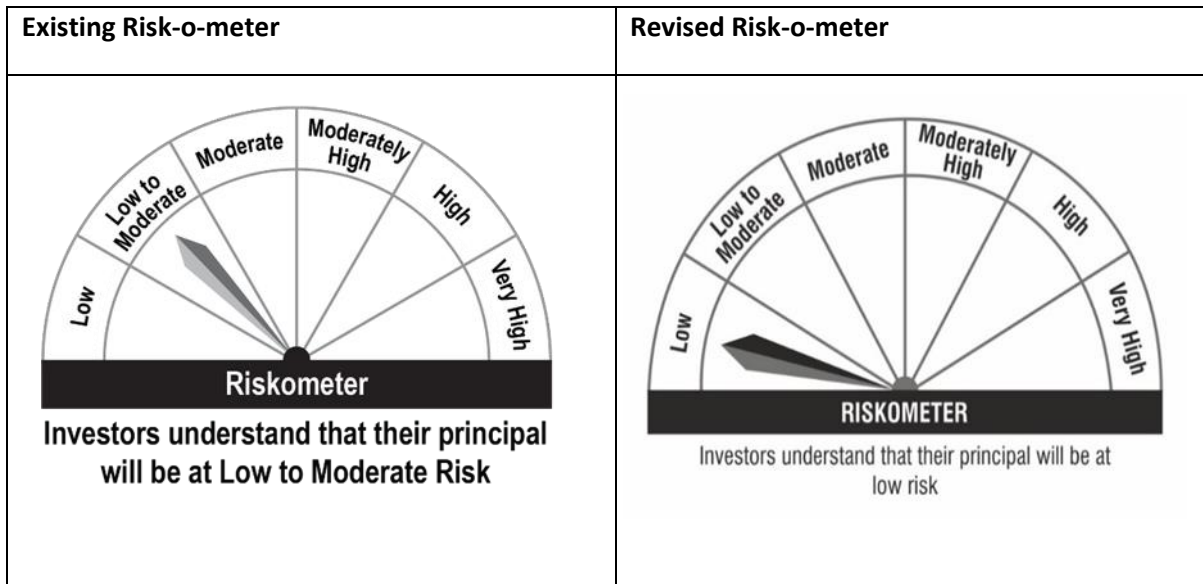 Existing Risk-o-meter
Revised Risk-o-meter
Low
Low to
Moderate
Moderate
Moderately
High
High
Very High
Riskometer
Investors understand that their principal
will be at Low to Moderate Risk
Low
Low to
Moderate
Moderate
Moderately
High
High
Very High
RISKOMETER
Investors understand that their principal will be at
low risk